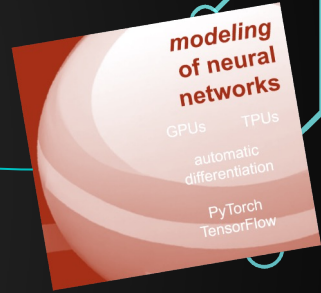 modeling
of neural
networks
GPUs TPUs
automatic
differentiation
PyTorch
TensorFlow